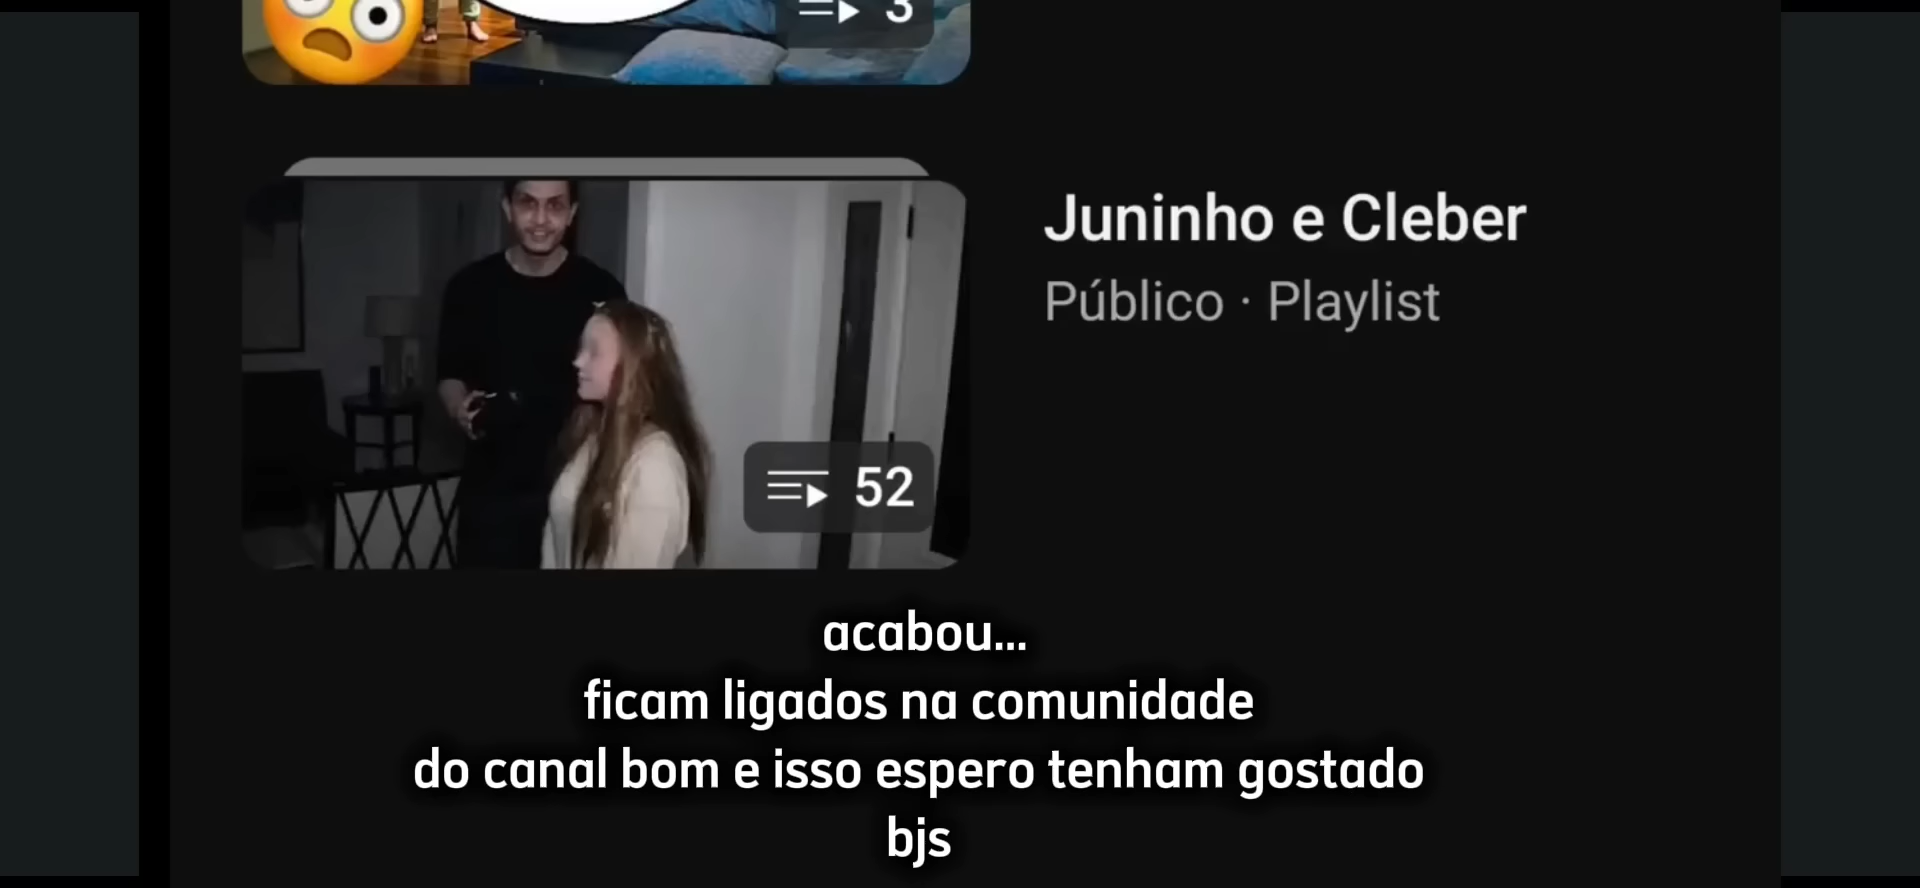 3
Juninho e Cleber
Público · Playlist
52
acabou...
ficam ligados na comunidade
do canal bom e isso espero tenham gostado
bjs